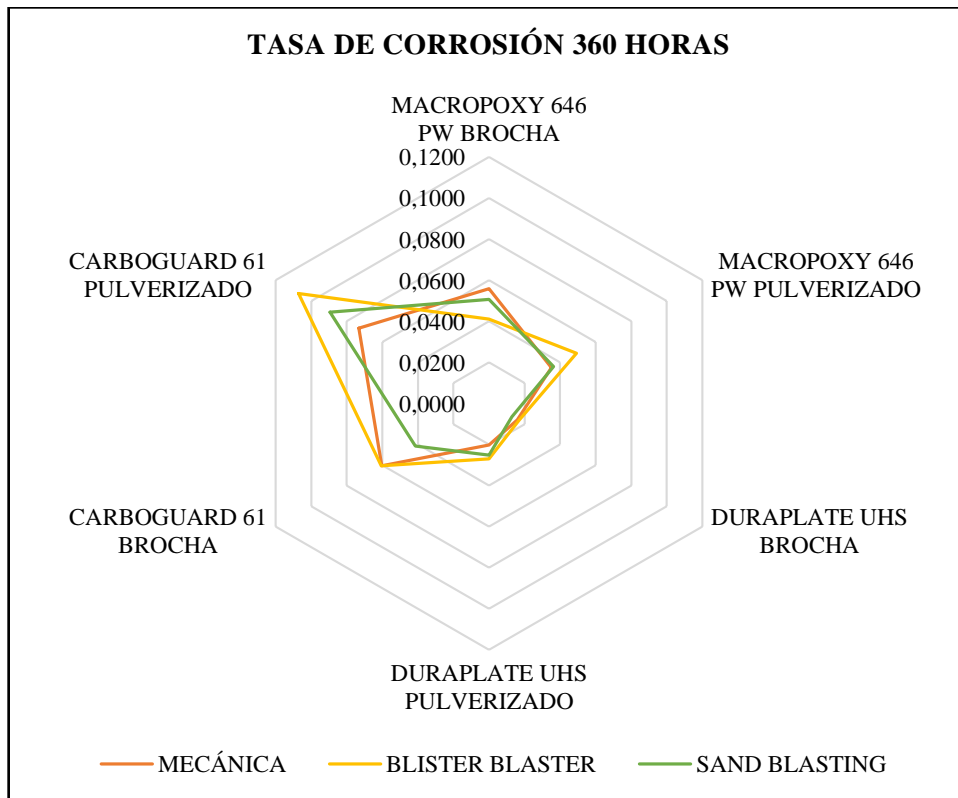 TASA DE CORROSIÓN 360 HORAS
MACROPOXY 646
PW BROCHA
0,1200
0,1000
0,0800
0,0600
0,0400
0,0200
0,0000
MACROPOXY 646
PW PULVERIZADO
DURAPLATE UHS
BROCHA
DURAPLATE UHS
PULVERIZADO
CARBOGUARD 61
BROCHA
CARBOGUARD 61
PULVERIZADO
MECÁNICA
BLISTER BLASTER
SAND BLASTING